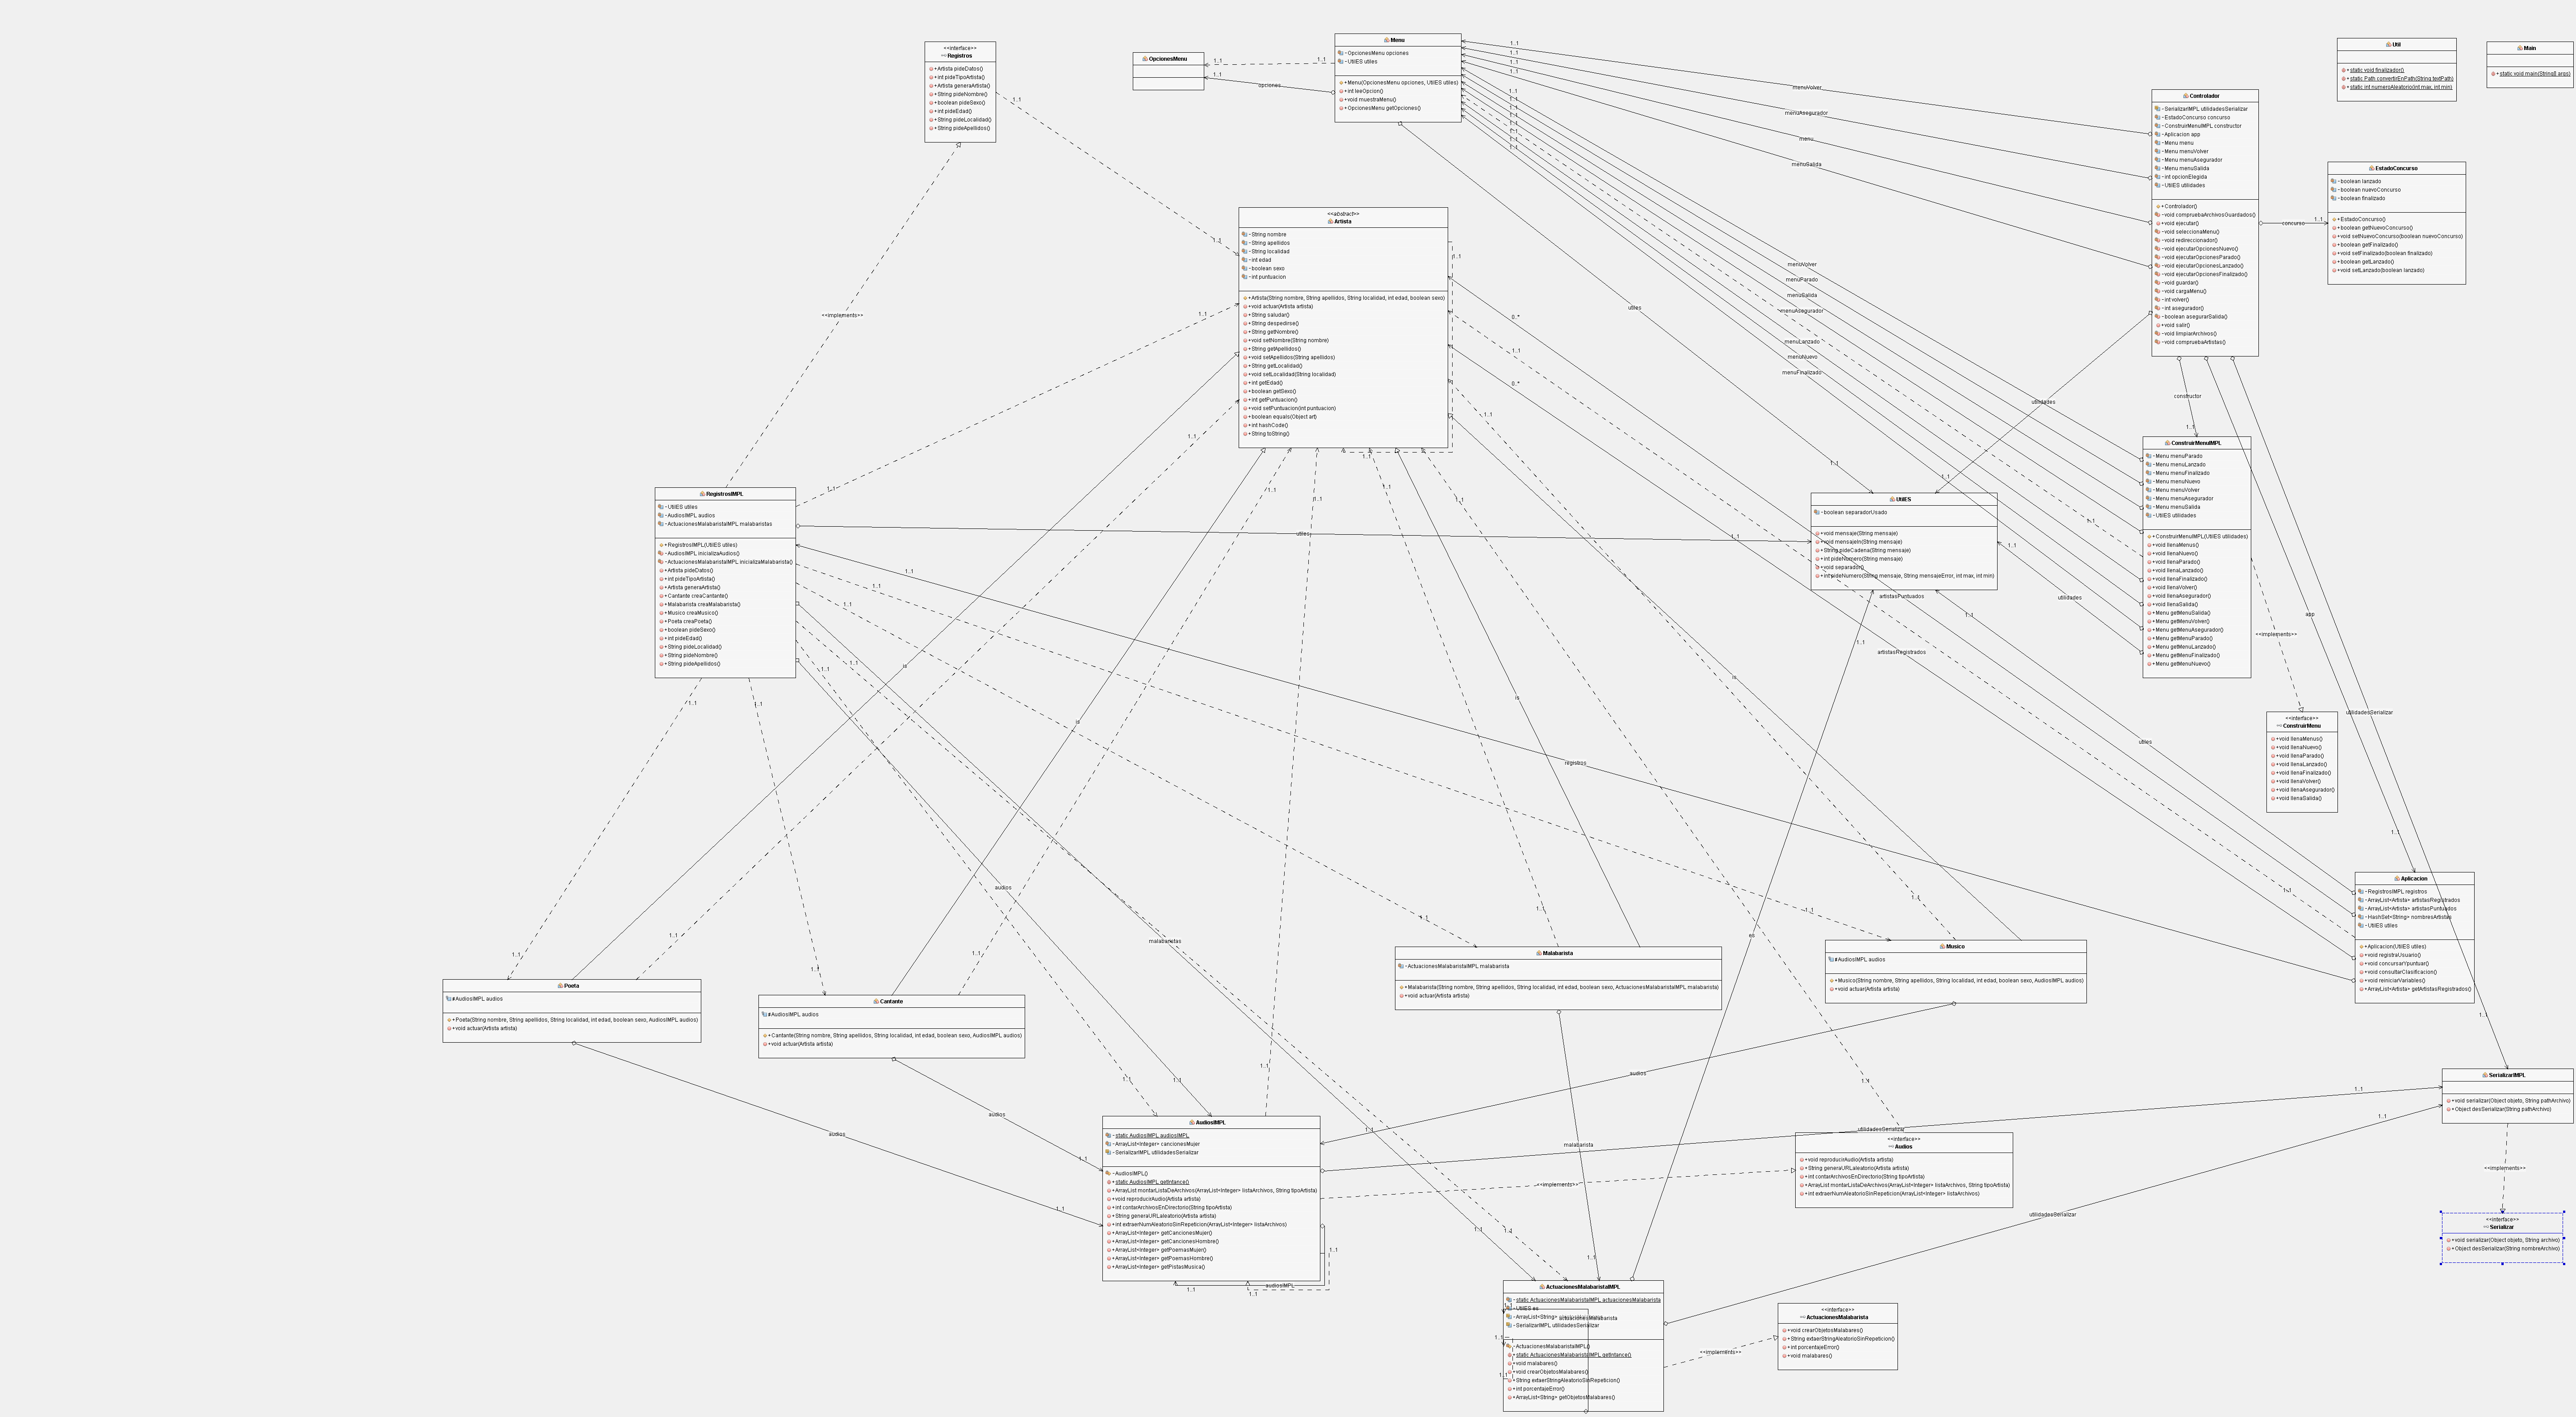 <<interface>>
Registros
+Artista pideDatos()
+int pideTipoArtista()
+Artista generaArtista()
+String pideNombre()
+boolean pideSexo()
+int pideEdad()
+String pideLocalidad()
+String pideApellidos()
OpcionesMenu
Menu
-OpcionesMenu opciones
-UtilES utiles
+Menu(OpcionesMenu opciones, UtilES utiles)
+int leeOpcion()
+void muestraMenu()
+OpcionesMenu getOpciones()
Util
+static void finalizador()
+static Path convertirEnPath(String textPath)
+static int numeroAleatorio(int max, int min)
Main
+static void main(String[] args)
Controlador
-SerializarIMPL utilidadesSerializar
-EstadoConcurso concurso
-ConstruirMenuIMPL constructor
-Aplicacion app
-Menu menu
-Menu menuVolver
-Menu menuAsegurador
-Menu menuSalida
-int opcionElegida
-UtilES utilidades
+Controlador()
-void compruebaArchivosGuardados()
+void ejecutar()
-void seleccionaMenu()
-void redireccionador()
-void ejecutarOpcionesNuevo()
-void ejecutarOpcionesParado()
-void ejecutarOpcionesLanzado()
-void ejecutarOpcionesFinalizado()
-void guardar()
-void cargaMenu()
-int volver()
-int asegurador()
-boolean asegurarSalida()
+void salir()
-void limpiarArchivos()
-void compruebaArtistas()
EstadoConcurso
-boolean lanzado
-boolean nuevoConcurso
-boolean finalizado
+EstadoConcurso()
+boolean getNuevoConcurso()
+void setNuevoConcurso(boolean nuevoConcurso)
+boolean getFinalizado()
+void setFinalizado(boolean finalizado)
+boolean getLanzado()
+void setLanzado(boolean lanzado)
<<abstract>>
Artista
-String nombre
-String apellidos
-String localidad
-int edad
-boolean sexo
-int puntuacion
+Artista(String nombre, String apellidos, String localidad, int edad, boolean sexo)
+void actuar(Artista artista)
+String saludar()
+String despedirse()
+String getNombre()
+void setNombre(String nombre)
+String getApellidos()
+void setApellidos(String apellidos)
+String getLocalidad()
+void setLocalidad(String localidad)
+int getEdad()
+boolean getSexo()
+int getPuntuacion()
+void setPuntuacion(int puntuacion)
+boolean equals(Object art)
+int hashCode()
+String toString()
RegistrosIMPL
-UtilES utiles
-AudiosIMPL audios
-ActuacionesMalabaristaIMPL malabaristas
+RegistrosIMPL(UtilES utiles)
-AudiosIMPL inicializaAudios()
-ActuacionesMalabaristaIMPL inicializaMalabarista()
+Artista pideDatos()
+int pideTipoArtista()
+Artista generaArtista()
+Cantante creaCantante()
+Malabarista creaMalabarista()
+Musico creaMusico()
+Poeta creaPoeta()
+boolean pideSexo()
+int pideEdad()
+String pideLocalidad()
+String pideNombre()
+String pideApellidos()
UtilES
-boolean separadorUsado
+void mensaje(String mensaje)
+void mensajeln(String mensaje)
+String pideCadena(String mensaje)
+int pideNumero(String mensaje)
+void separador()
+int pideNumero(String mensaje, String mensajeError, int max, int min)
ConstruirMenuIMPL
-Menu menuParado
-Menu menuLanzado
-Menu menuFinalizado
-Menu menuNuevo
-Menu menuVolver
-Menu menuAsegurador
-Menu menuSalida
-UtilES utilidades
+ConstruirMenuIMPL(UtilES utilidades)
+void llenaMenus()
+void llenaNuevo()
+void llenaParado()
+void llenaLanzado()
+void llenaFinalizado()
+void llenaVolver()
+void llenaAsegurador()
+void llenaSalida()
+Menu getMenuSalida()
+Menu getMenuVolver()
+Menu getMenuAsegurador()
+Menu getMenuParado()
+Menu getMenuLanzado()
+Menu getMenuFinalizado()
+Menu getMenuNuevo()
<<interface>>
ConstruirMenu
+void llenaMenus()
+void llenaNuevo()
+void llenaParado()
+void llenaLanzado()
+void llenaFinalizado()
+void llenaVolver()
+void llenaAsegurador()
+void llenaSalida()
Aplicacion
-RegistrosIMPL registros
-ArrayList<Artista> artistasRegistrados
-ArrayList<Artista> artistasPuntuados
-HashSet<String> nombresArtistas
-UtilES utiles
+Aplicacion(UtilES utiles)
+void registraUsuario()
+void concursarYpuntuar()
+void consultarClasificacion()
+void reiniciarVariables()
+ArrayList<Artista> getArtistasRegistrados()
Poeta
#AudiosIMPL audios
+Poeta(String nombre, String apellidos, String localidad, int edad, boolean sexo, AudiosIMPL audios)
+void actuar(Artista artista)
Cantante
#AudiosIMPL audios
+Cantante(String nombre, String apellidos, String localidad, int edad, boolean sexo, AudiosIMPL audios)
+void actuar(Artista artista)
Malabarista
-ActuacionesMalabaristaIMPL malabarista
+Malabarista(String nombre, String apellidos, String localidad, int edad, boolean sexo, ActuacionesMalabaristaIMPL malabarista)
+void actuar(Artista artista)
Musico
#AudiosIMPL audios
+Musico(String nombre, String apellidos, String localidad, int edad, boolean sexo, AudiosIMPL audios)
+void actuar(Artista artista)
SerializarIMPL
+void serializar(Object objeto, String pathArchivo)
+Object desSerializar(String pathArchivo)
<<interface>>
Serializar
+void serializar(Object objeto, String archivo)
+Object desSerializar(String nombreArchivo)
AudiosIMPL
-static AudiosIMPL audiosIMPL
-ArrayList<Integer> cancionesMujer
-SerializarIMPL utilidadesSerializar
-AudiosIMPL()
+static AudiosIMPL getIntance()
+ArrayList montarListaDeArchivos(ArrayList<Integer> listaArchivos, String tipoArtista)
+void reproducirAudio(Artista artista)
+int contarArchivosEnDirectorio(String tipoArtista)
+String generaURLaleatorio(Artista artista)
+int extraerNumAleatorioSinRepeticion(ArrayList<Integer> listaArchivos)
+ArrayList<Integer> getCancionesMujer()
+ArrayList<Integer> getCancionesHombre()
+ArrayList<Integer> getPoemasMujer()
+ArrayList<Integer> getPoemasHombre()
+ArrayList<Integer> getPistasMusica()
<<interface>>
Audios
+void reproducirAudio(Artista artista)
+String generaURLaleatorio(Artista artista)
+int contarArchivosEnDirectorio(String tipoArtista)
+ArrayList montarListaDeArchivos(ArrayList<Integer> listaArchivos, String tipoArtista)
+int extraerNumAleatorioSinRepeticion(ArrayList<Integer> listaArchivos)
ActuacionesMalabaristaIMPL
-static ActuacionesMalabaristaIMPL actuacionesMalabarista
-UtilES es
-ArrayList<String>
-SerializarIMPL utilidadesSerializar
-ActuacionesMalabaristaIMPL()
+static ActuacionesMalabaristaIMPL getIntance()
+void malabares()
+void crearObjetosMalabares()
+String extaerStringAleatorioSinRepeticion()
+int porcentajeError()
+ArrayList<String> getObjetosMalabares()
<<interface>>
ActuacionesMalabarista
+void crearObjetosMalabares()
+String extaerStringAleatorioSinRepeticion()
+int porcentajeError()
+void malabares()
opciones
menuVolver
menuAsegurador
menu
menuSalida
concurso
menuVolver
menuParado
menuSalida
menuAsegurador
menuLanzado
menuNuevo
menuFinalizado
utiles
utilidades
constructor
<<implements>>
utiles
artistasPuntuados
artistasRegistrados
utilidades
app
<<implements>>
utilidadesSerializar
utiles
registros
is
is
is
is
audios
malabaristas
es
audios
audios
audios
malabarista
utilidadesSerializar
<<implements>>
utilidadesSerializar
<<implements>>
audiosIMPL
actuacionesMalabarista
<<implements>>
1..1
0..*
0..*